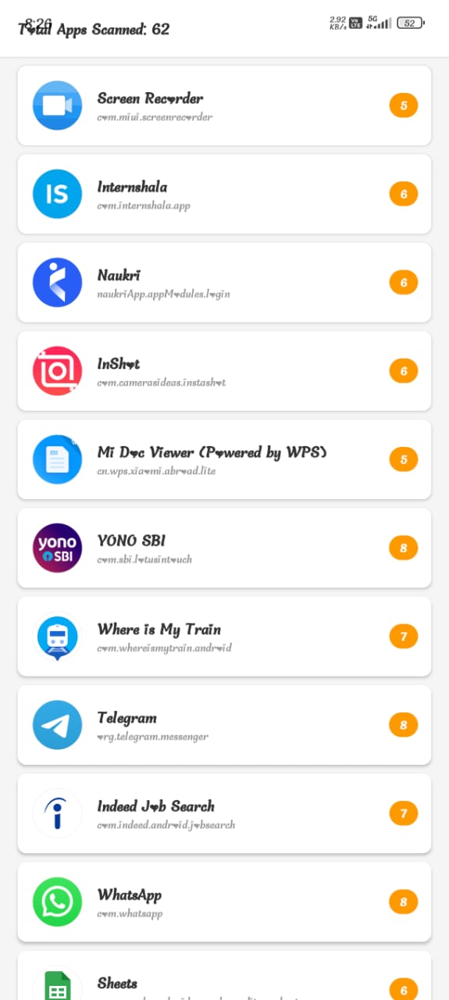 8:26
2.92 KB/s
Vo LTE
5G
52
Total Apps Scanned: 62
Screen Recorder
com.miui.screenrecorder
5
IS
Internshala
com.internshala.app
6
Naukri
naukriApp.appModules.login
6
InShot
com.camerasideas.instashot
6
mi
Mi Doc Viewer (Powered by WPS)
cn.wps.xiaomi.abroad.lite
5
yono
SBI
YONO SBI
com.sbi.lotusintouch
8
Where is My Train
com.whereismytrain.android
7
Telegram
org.telegram.messenger
8
Indeed Job Search
com.indeed.android.jobsearch
7
WhatsApp
com.whatsapp
8
Sheets
6